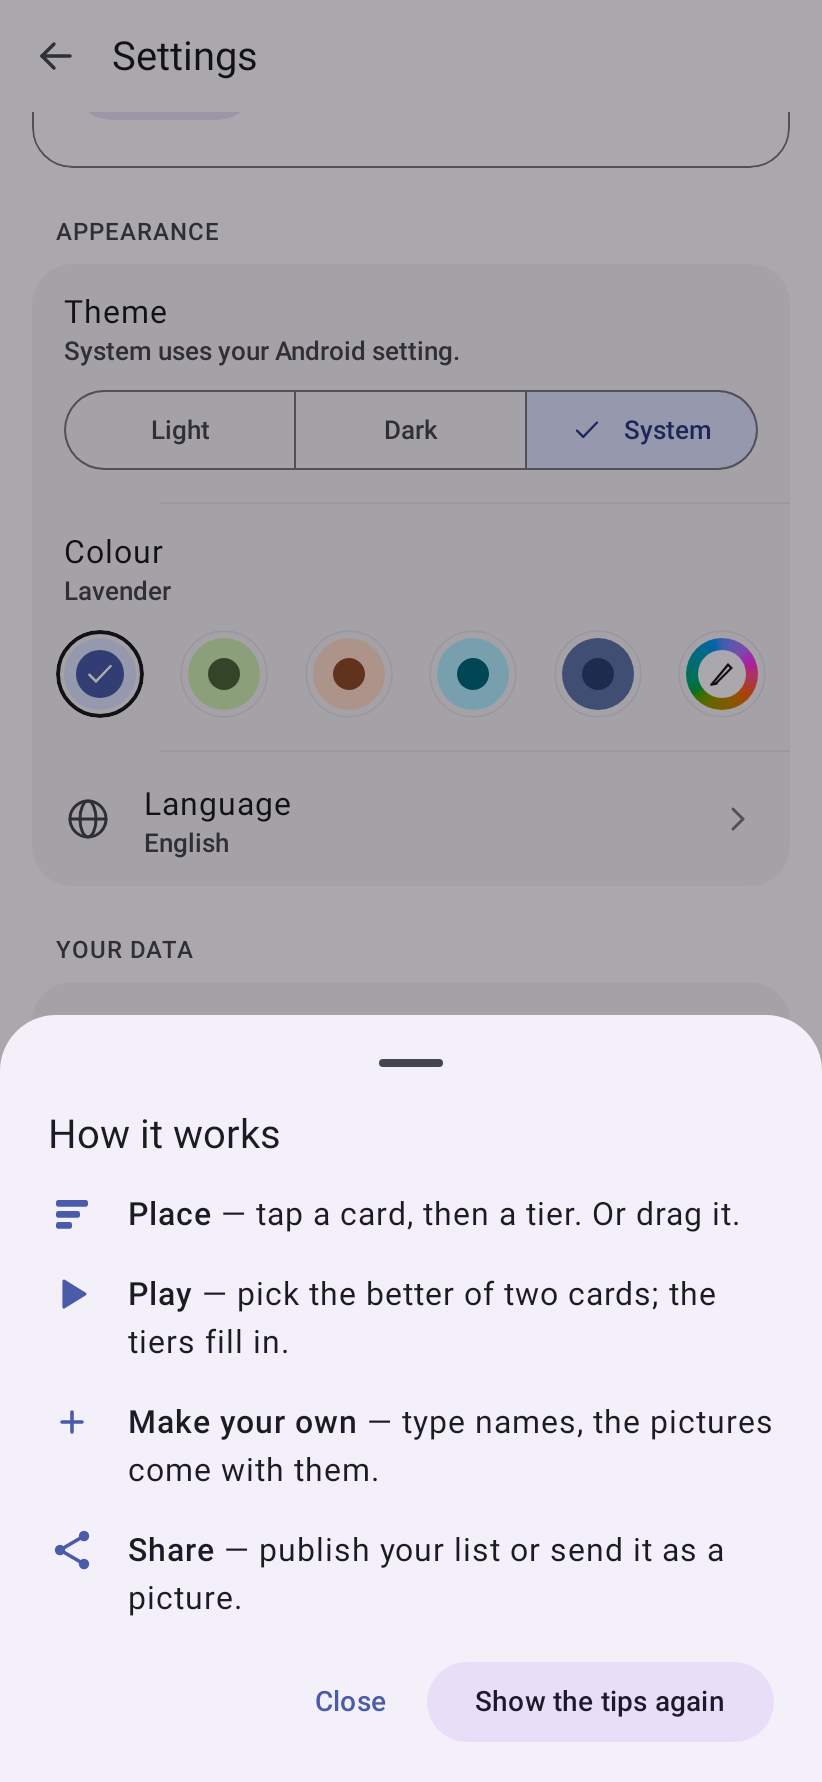 Settings
APPEARANCE
Theme
System uses your Android setting.
Light
Dark
System
Colour
Lavender
Language
English
YOUR DATA
How it works
Place — tap a card, then a tier. Or drag it.
Play — pick the better of two cards; the
tiers fill in.
Make your own — type names, the pictures
come with them.
Share — publish your list or send it as a
picture.
Close
Show the tips again